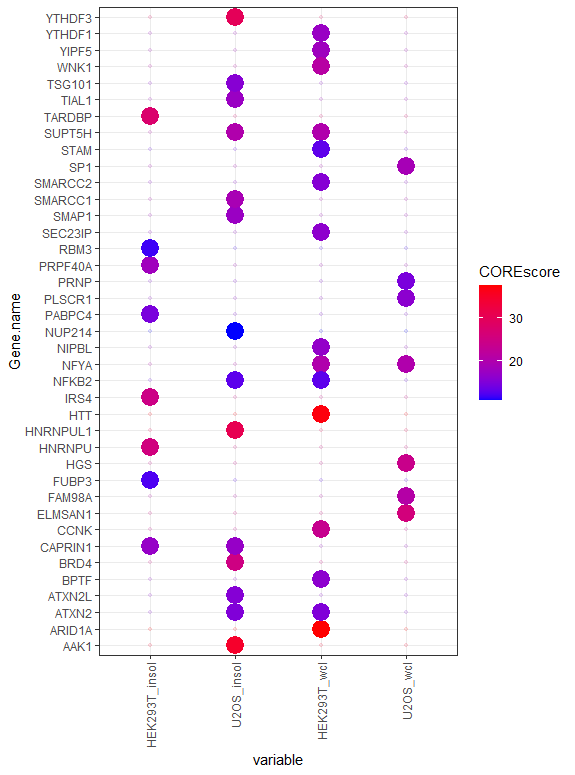 YTHDF3
YTHDF1
YIPF5
WNK1
TSG101
TIAL1
TARDBP
SUPT5H
STAM
SP1
SMARCC2
SMARCC1
SMAP1
SEC23IP
RBM3
PRPF40A
PRNP
PLSCR1
PABPC4
NUP214
NIPBL
NFYA
NFKB2
IRS4
HTT
HNRNPUL1
HNRNPU
HGS
FUBP3
FAM98A
ELMSAN1
CCNK
CAPRIN1
BRD4
BPTF
ATXN2L
ATXN2
ARID1A
AAK1
Gene.name
HEK293T_insol
U2OS_insol
HEK293T_wcl
U2OS_wcl
variable
COREscore
30
20